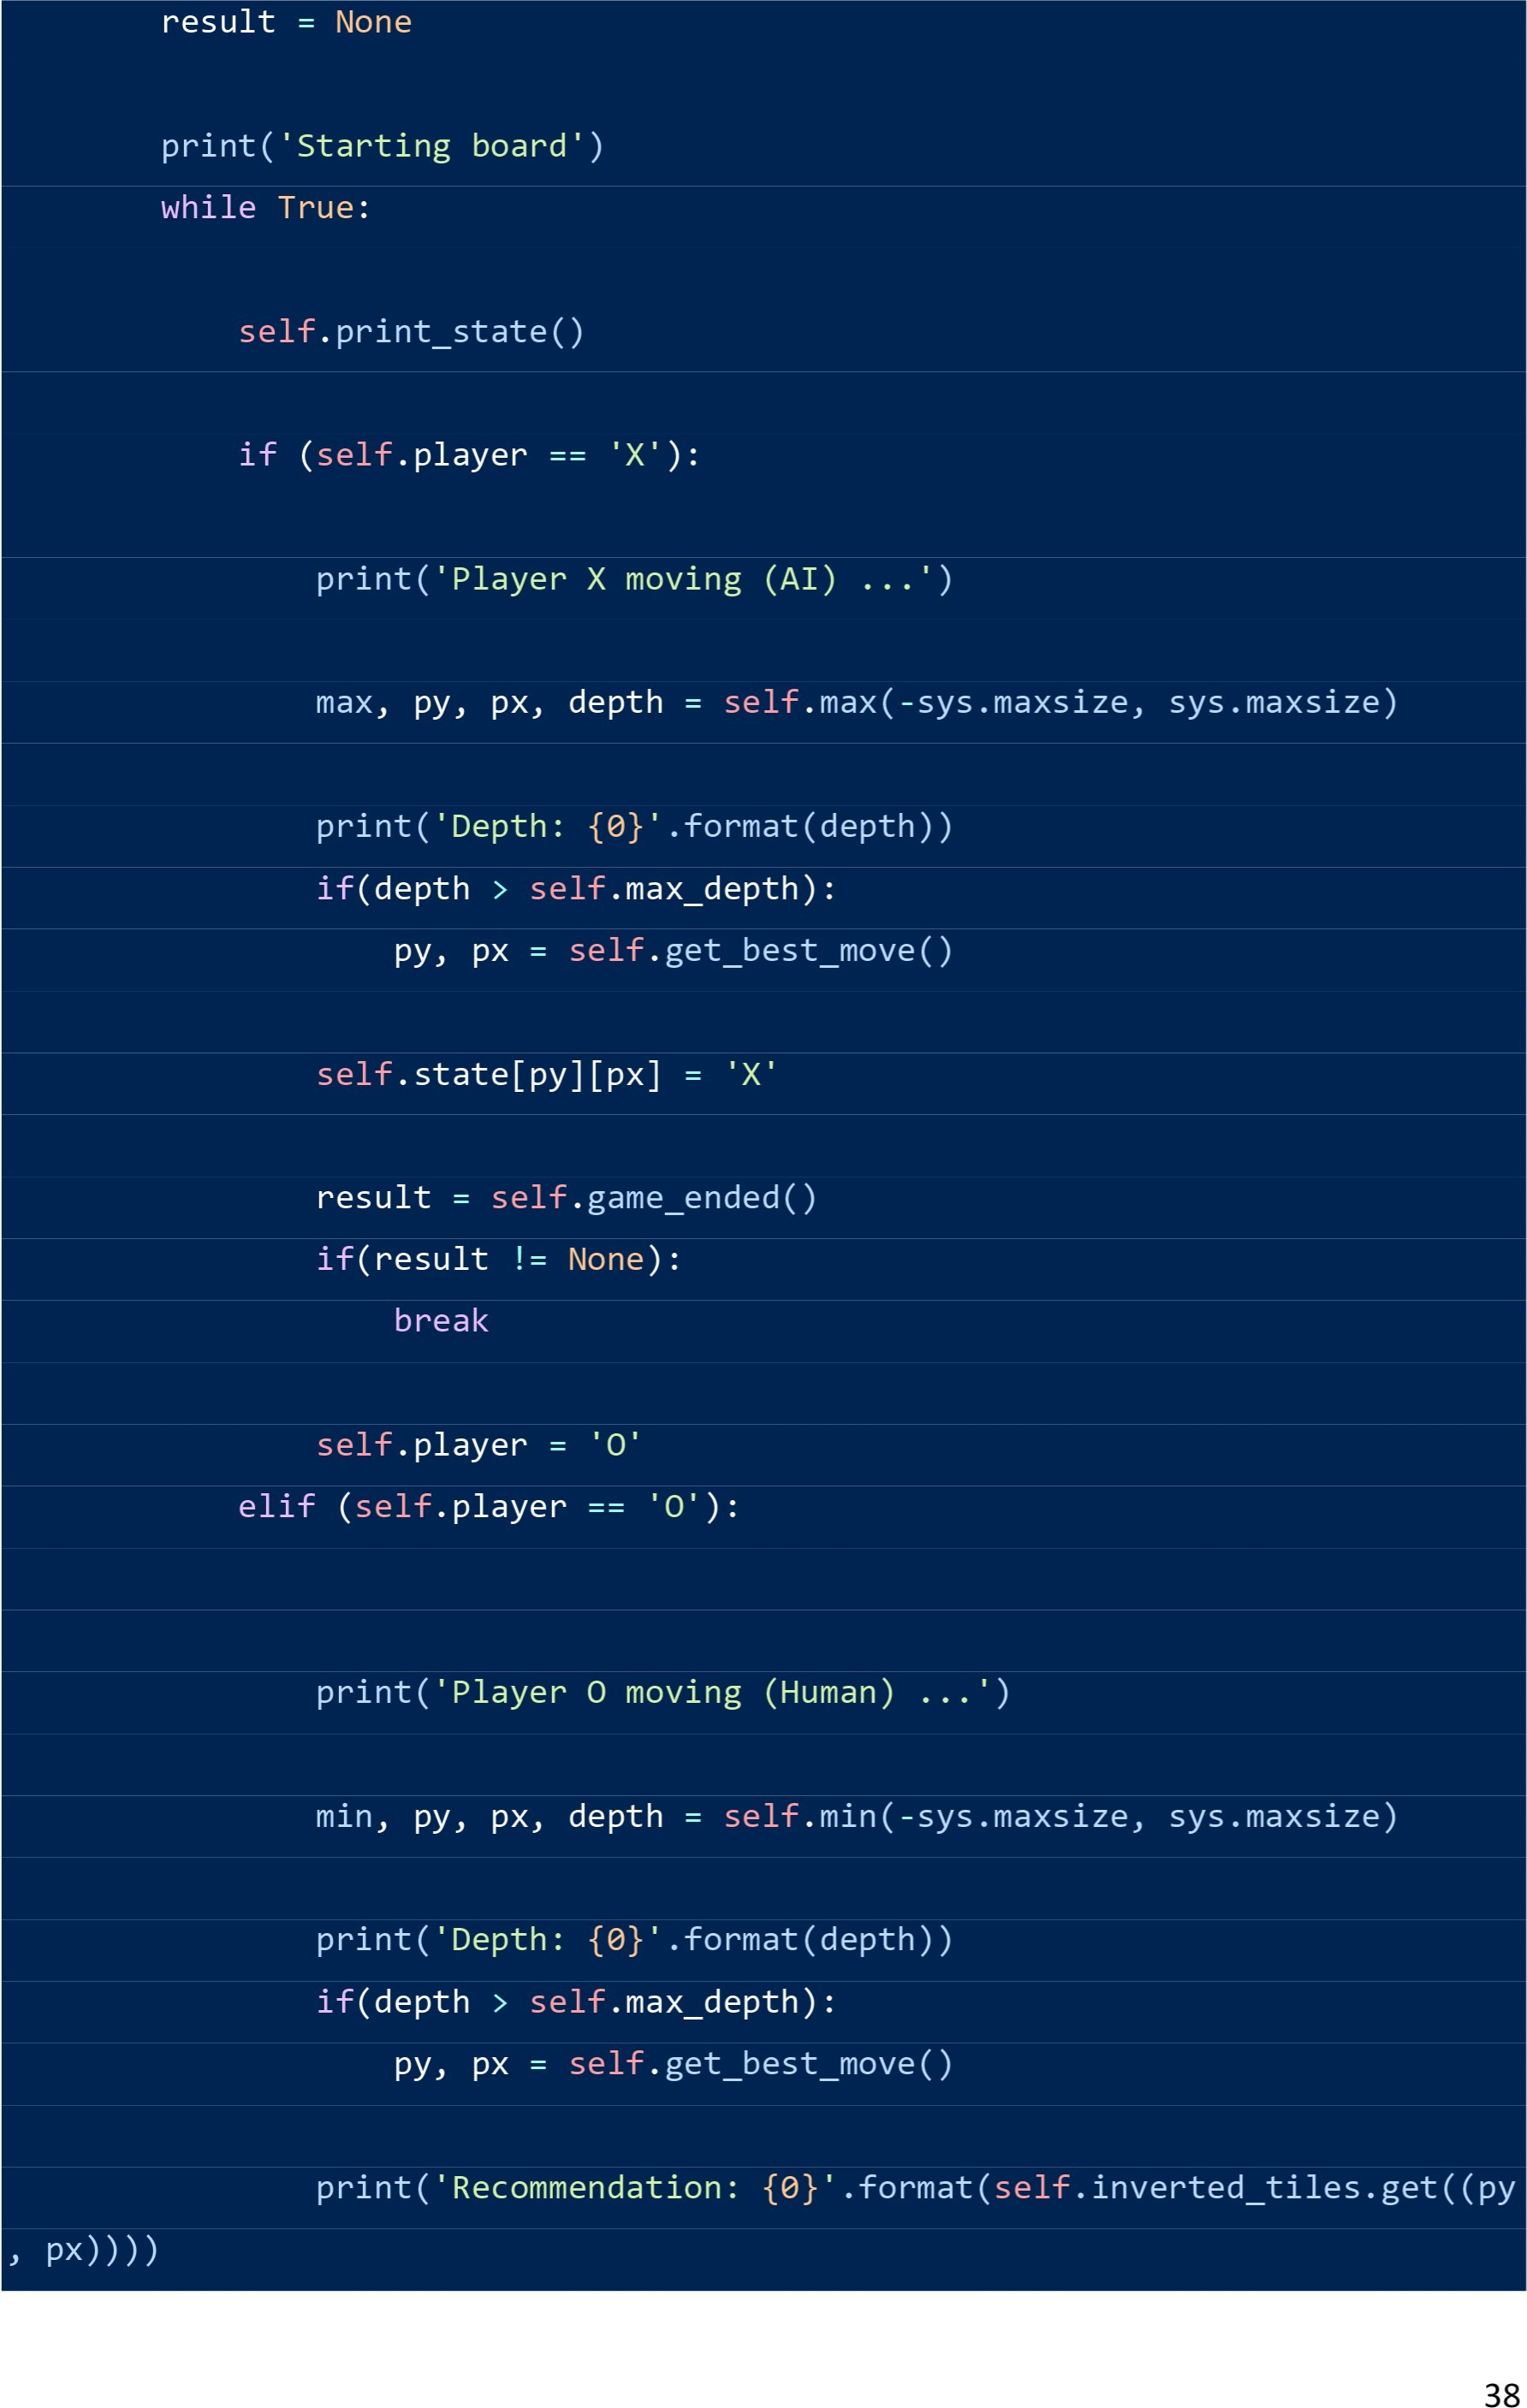 result = None

        print('Starting board')
        while True:

            self.print_state()

            if (self.player == 'X'):

                print('Player X moving (AI) ...')

                max, py, px, depth = self.max(-sys.maxsize, sys.maxsize)

                print('Depth: {0}'.format(depth))
                if(depth > self.max_depth):
                    py, px = self.get_best_move()

                self.state[py][px] = 'X'

                result = self.game_ended()
                if(result != None):
                    break

                self.player = 'O'
            elif (self.player == 'O'):

                print('Player O moving (Human) ...')

                min, py, px, depth = self.min(-sys.maxsize, sys.maxsize)

                print('Depth: {0}'.format(depth))
                if(depth > self.max_depth):
                    py, px = self.get_best_move()

                print('Recommendation: {0}'.format(self.inverted_tiles.get((py
, px))))
38